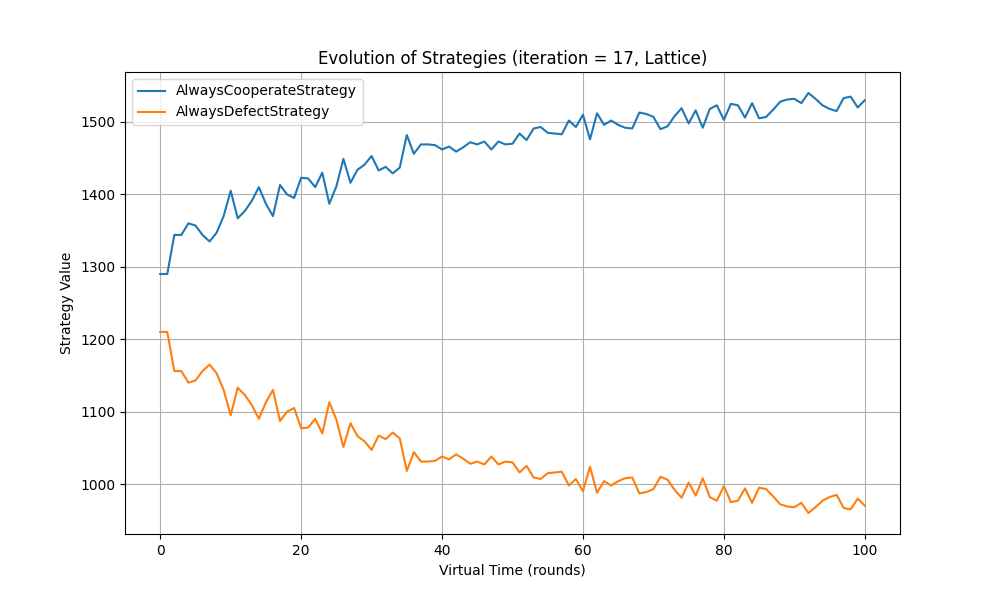 Evolution of Strategies (iteration = 17, Lattice)
AlwaysCooperateStrategy
AlwaysDefectStrategy
Strategy Value
1500
1400
1300
1200
1100
1000
0 20 40 60 80 100
Virtual Time (rounds)